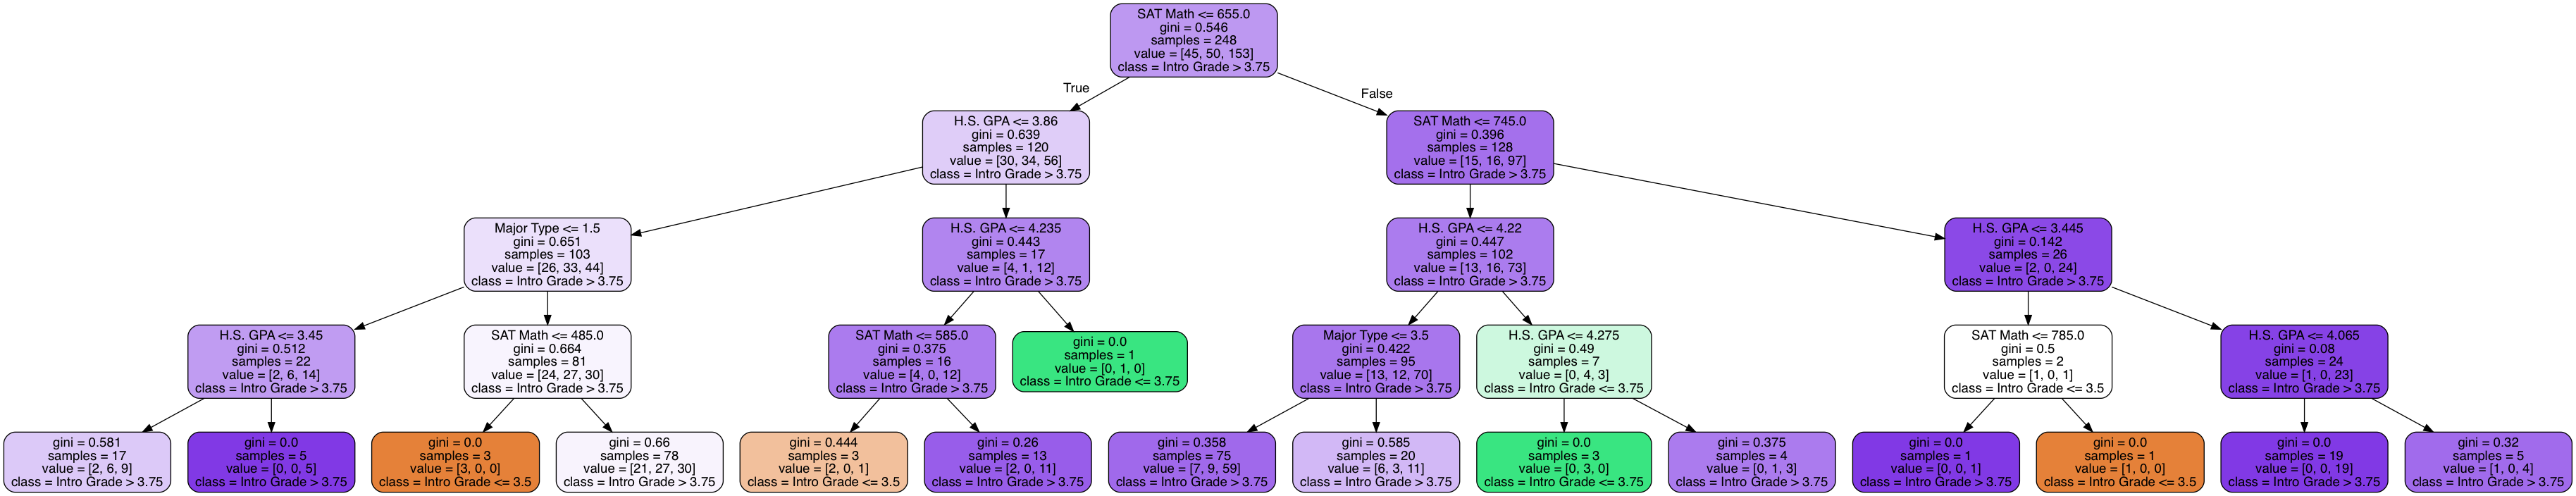 SAT Math <= 655.0
gini = 0.546
samples = 248
value = [45, 50, 153]
class = Intro Grade > 3.75
True
False
H.S. GPA <= 3.86
gini = 0.639
samples = 120
value = [30, 34, 56]
class = Intro Grade > 3.75
SAT Math <= 745.0
gini = 0.396
samples = 128
value = [15, 16, 97]
class = Intro Grade > 3.75
Major Type <= 1.5
gini = 0.651
samples = 103
value = [26, 33, 44]
class = Intro Grade > 3.75
H.S. GPA <= 4.235
gini = 0.443
samples = 17
value = [4, 1, 12]
class = Intro Grade > 3.75
H.S. GPA <= 4.22
gini = 0.447
samples = 102
value = [13, 16, 73]
class = Intro Grade > 3.75
H.S. GPA <= 3.445
gini = 0.142
samples = 26
value = [2, 0, 24]
class = Intro Grade > 3.75
H.S. GPA <= 3.45
gini = 0.512
samples = 22
value = [2, 6, 14]
class = Intro Grade > 3.75
SAT Math <= 485.0
gini = 0.664
samples = 81
value = [24, 27, 30]
class = Intro Grade > 3.75
SAT Math <= 585.0
gini = 0.375
samples = 16
value = [4, 0, 12]
class = Intro Grade > 3.75
gini = 0.0
samples = 1
value = [0, 1, 0]
class = Intro Grade <= 3.75
Major Type <= 3.5
gini = 0.422
samples = 95
value = [13, 12, 70]
class = Intro Grade > 3.75
H.S. GPA <= 4.275
gini = 0.49
samples = 7
value = [0, 4, 3]
class = Intro Grade <= 3.75
SAT Math <= 785.0
gini = 0.5
samples = 2
value = [1, 0, 1]
class = Intro Grade <= 3.5
H.S. GPA <= 4.065
gini = 0.08
samples = 24
value = [1, 0, 23]
class = Intro Grade > 3.75
gini = 0.581
samples = 17
value = [2, 6, 9]
class = Intro Grade > 3.75
gini = 0.0
samples = 5
value = [0, 0, 5]
class = Intro Grade > 3.75
gini = 0.0
samples = 3
value = [3, 0, 0]
class = Intro Grade <= 3.5
gini = 0.66
samples = 78
value = [21, 27, 30]
class = Intro Grade > 3.75
gini = 0.444
samples = 3
value = [2, 0, 1]
class = Intro Grade <= 3.5
gini = 0.26
samples = 13
value = [2, 0, 11]
class = Intro Grade > 3.75
gini = 0.358
samples = 75
value = [7, 9, 59]
class = Intro Grade > 3.75
gini = 0.585
samples = 20
value = [6, 3, 11]
class = Intro Grade > 3.75
gini = 0.0
samples = 3
value = [0, 3, 0]
class = Intro Grade <= 3.75
gini = 0.375
samples = 4
value = [0, 1, 3]
class = Intro Grade > 3.75
gini = 0.0
samples = 1
value = [0, 0, 1]
class = Intro Grade > 3.75
gini = 0.0
samples = 1
value = [1, 0, 0]
class = Intro Grade <= 3.5
gini = 0.0
samples = 19
value = [0, 0, 19]
class = Intro Grade > 3.75
gini = 0.32
samples = 5
value = [1, 0, 4]
class = Intro Grade > 3.75